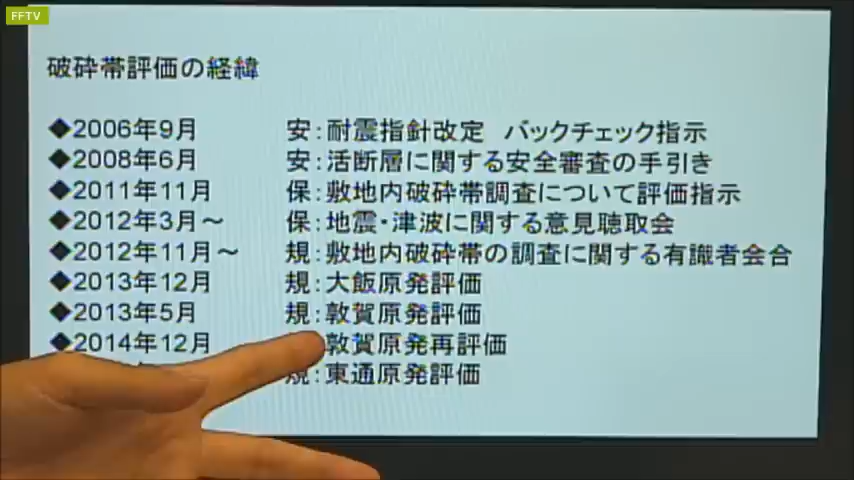 FFTV
破砕帯評価の経緯
◆2006年9月 安：耐震指針改定 バックチェック指示
◆2008年6月 安：活断層に関する安全審査の手引き
◆2011年11月 保：敷地内破砕帯調査について評価指示
◆2012年3月～ 保：地震・津波に関する意見聴取会
◆2012年11月～ 規：敷地内破砕帯の調査に関する有識者会合
◆2013年12月 規：大飯原発評価
◆2013年5月 規：敦賀原発評価
◆2014年12月 敦賀原発再評価
規：東通原発評価